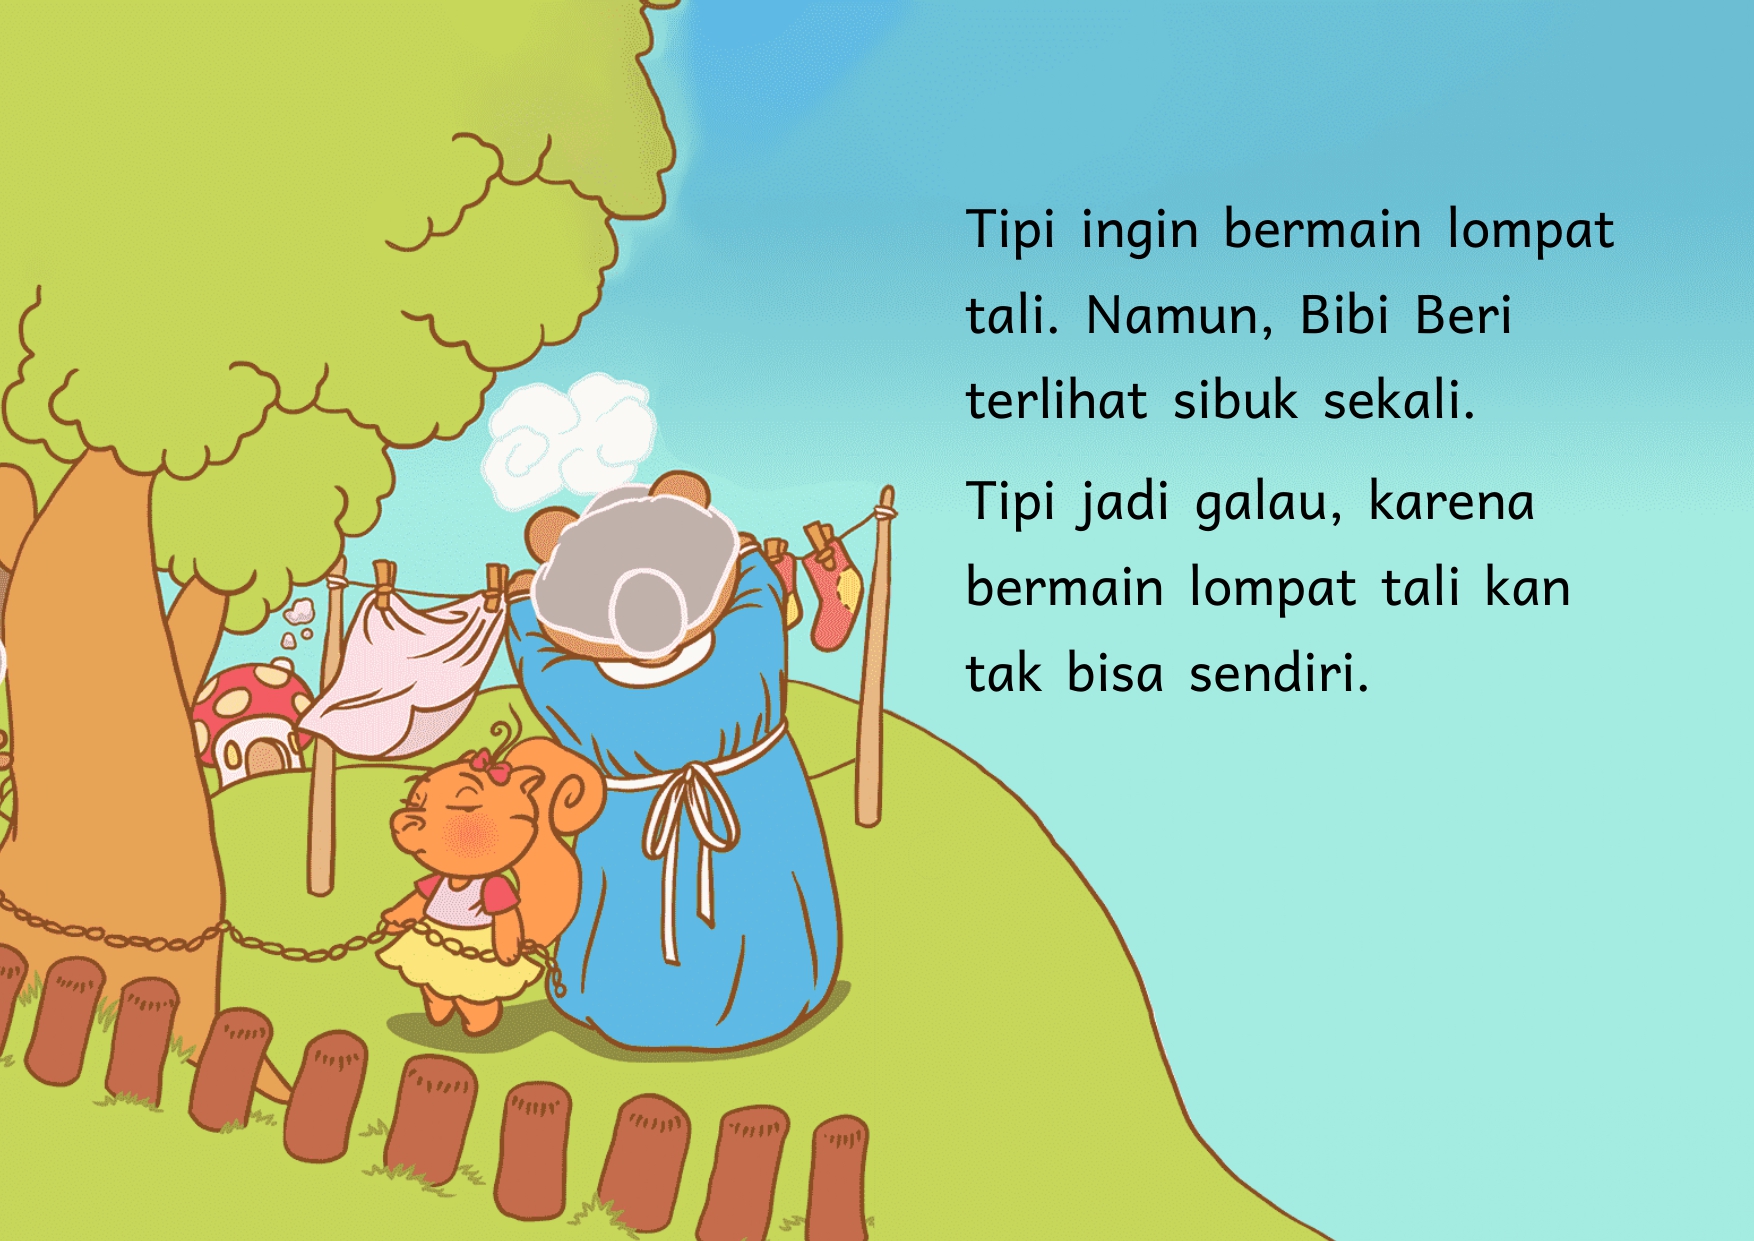 Tipi ingin bermain lompat
tali. Namun, Bibi Beri
terlihat sibuk sekali.
Tipi jadi galau, karena
bermain lompat tali kan
tak bisa sendiri.